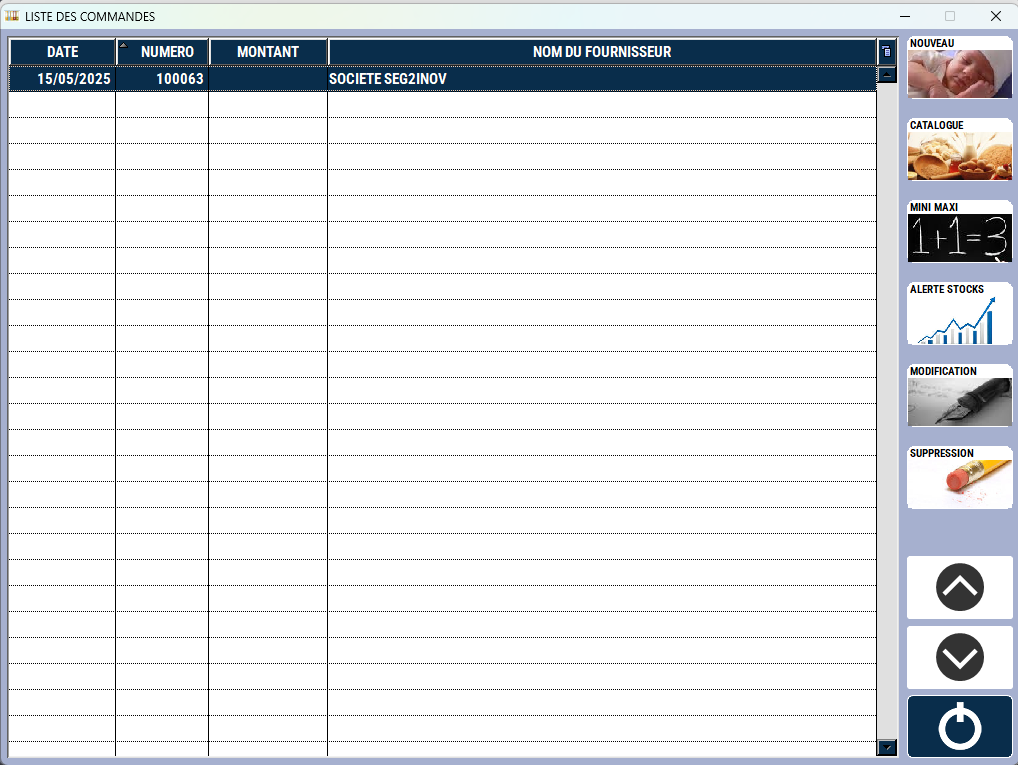 LISTE DES COMMANDES
DATE NUMERO MONTANT NOM DU FOURNISSEUR
15/05/2025 100063 SOCIETE SEG2INOV
NOUVEAU
CATALOGUE
MINI MAXI
1+1=3
ALERTE STOCKS
MODIFICATION
SUPPRESSION